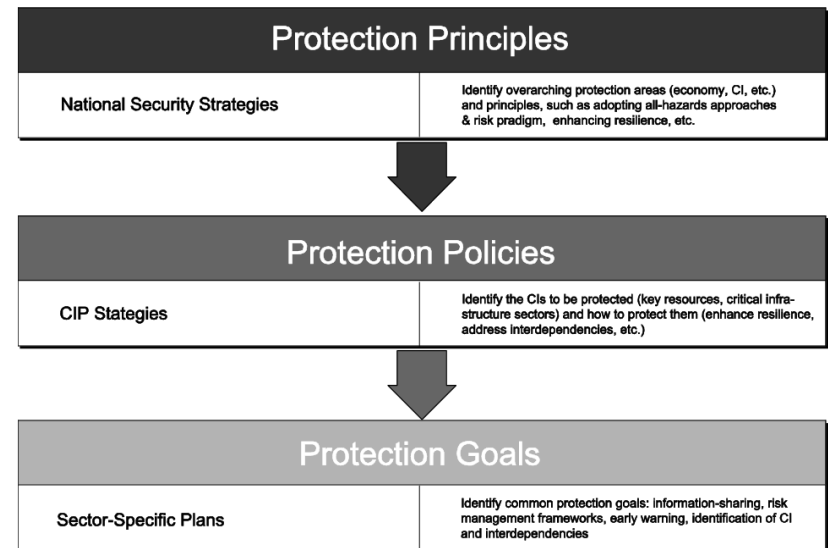 Protection Principles
National Security Strategies
Identify overarching protection areas (economy, CI, etc.)
and principles, such as adopting all-hazards approaches
& risk pradigm, enhancing resilience, etc.
Protection Policies
CIP Stategies
Identify the CIs to be protected (key resources, critical infra-
structure sectors) and how to protect them (enhance resilience,
address interdependencies, etc.)
Protection Goals
Sector-Specific Plans
Identify common protection goals: information-sharing, risk
management frameworks, early warning, identification of CI
and interdependencies